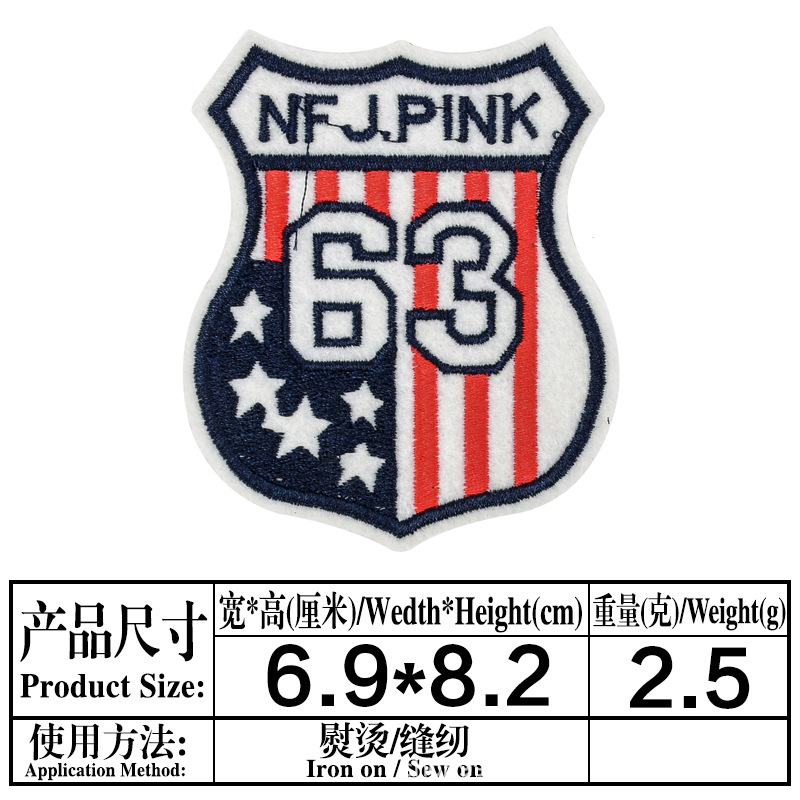 NFJ.PINK
63
产品尺寸
Product Size:
宽*高(厘米)/Wedth*Height(cm)
重量(克)/Weight(g)
6.9*8.2
2.5
使用方法:
Application Method:
熨烫/缝纫
Iron on / Sew on